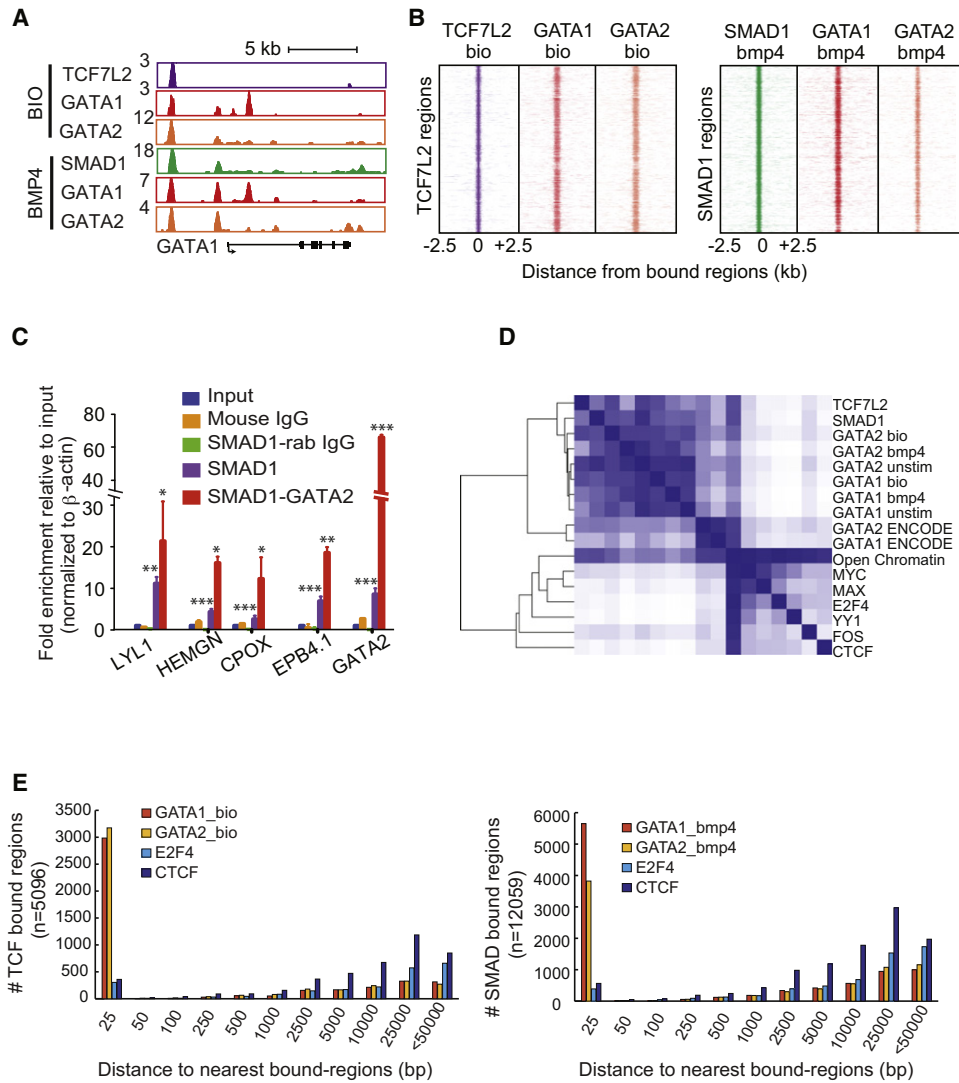 A
5 kb
BIO
BMP4
3
TCF7L2
3
GATA1
12
GATA2
18
SMAD1
7
GATA1
4
GATA2
GATA1
B
TCF7L2 bio
GATA1 bio
GATA2 bio
SMAD1 bmp4
GATA1 bmp4
GATA2 bmp4
TCF7L2 regions
SMAD1 regions
-2.5 0 +2.5
-2.5 0 +2.5
Distance from bound regions (kb)
C
Fold enrichment relative to input
(normalized to β-actin)
80
60
40
30
20
10
0
Input
Mouse IgG
SMAD1-rab IgG
SMAD1
SMAD1-GATA2
** *
*** *
*** *
*** **
*** ***
LYL1
HEMGN
CPOX
EPB4.1
GATA2
D
TCF7L2
SMAD1
GATA2 bio
GATA2 bmp4
GATA2 unstim
GATA1 bio
GATA1 bmp4
GATA1 unstim
GATA2 ENCODE
GATA1 ENCODE
Open Chromatin
MYC
MAX
E2F4
YY1
FOS
CTCF
E
# TCF bound regions
(n=5096)
3500
3000
2500
2000
1500
1000
500
0
GATA1_bio
GATA2_bio
E2F4
CTCF
25
50
100
250
500
1000
2500
5000
10000
25000
<50000
Distance to nearest bound-regions (bp)
# SMAD bound regions
(n=12059)
6000
5000
4000
3000
2000
1000
0
GATA1_bmp4
GATA2_bmp4
E2F4
CTCF
25
50
100
250
500
1000
2500
5000
10000
25000
<50000
Distance to nearest bound-regions (bp)